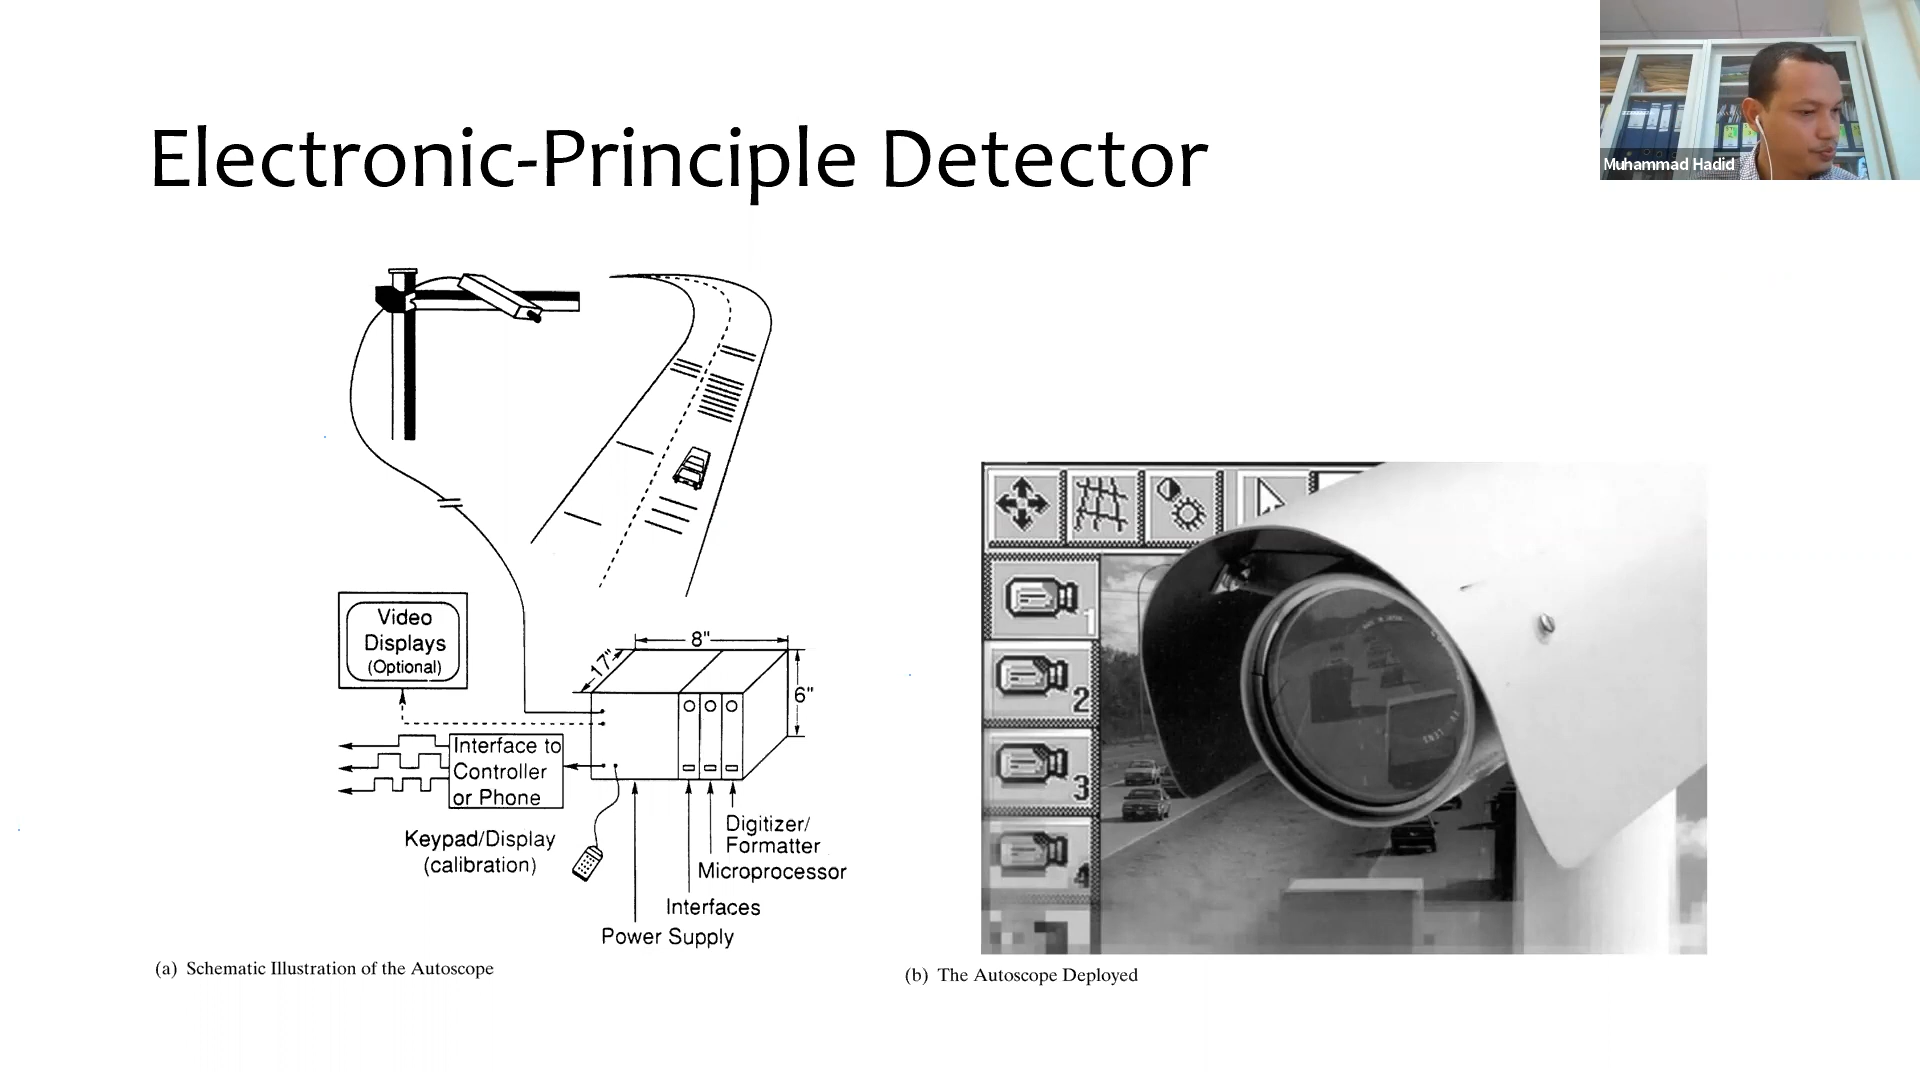 Electronic-Principle Detector
Muhammad Hadid
Video
Displays
(Optional)
8"
17"
6"
Interface to
Controller
or Phone
Keypad/Display
(calibration)
Digitizer/
Formatter
Microprocessor
Interfaces
Power Supply
(a) Schematic Illustration of the Autoscope
1
2
3
4
LENS
(b) The Autoscope Deployed